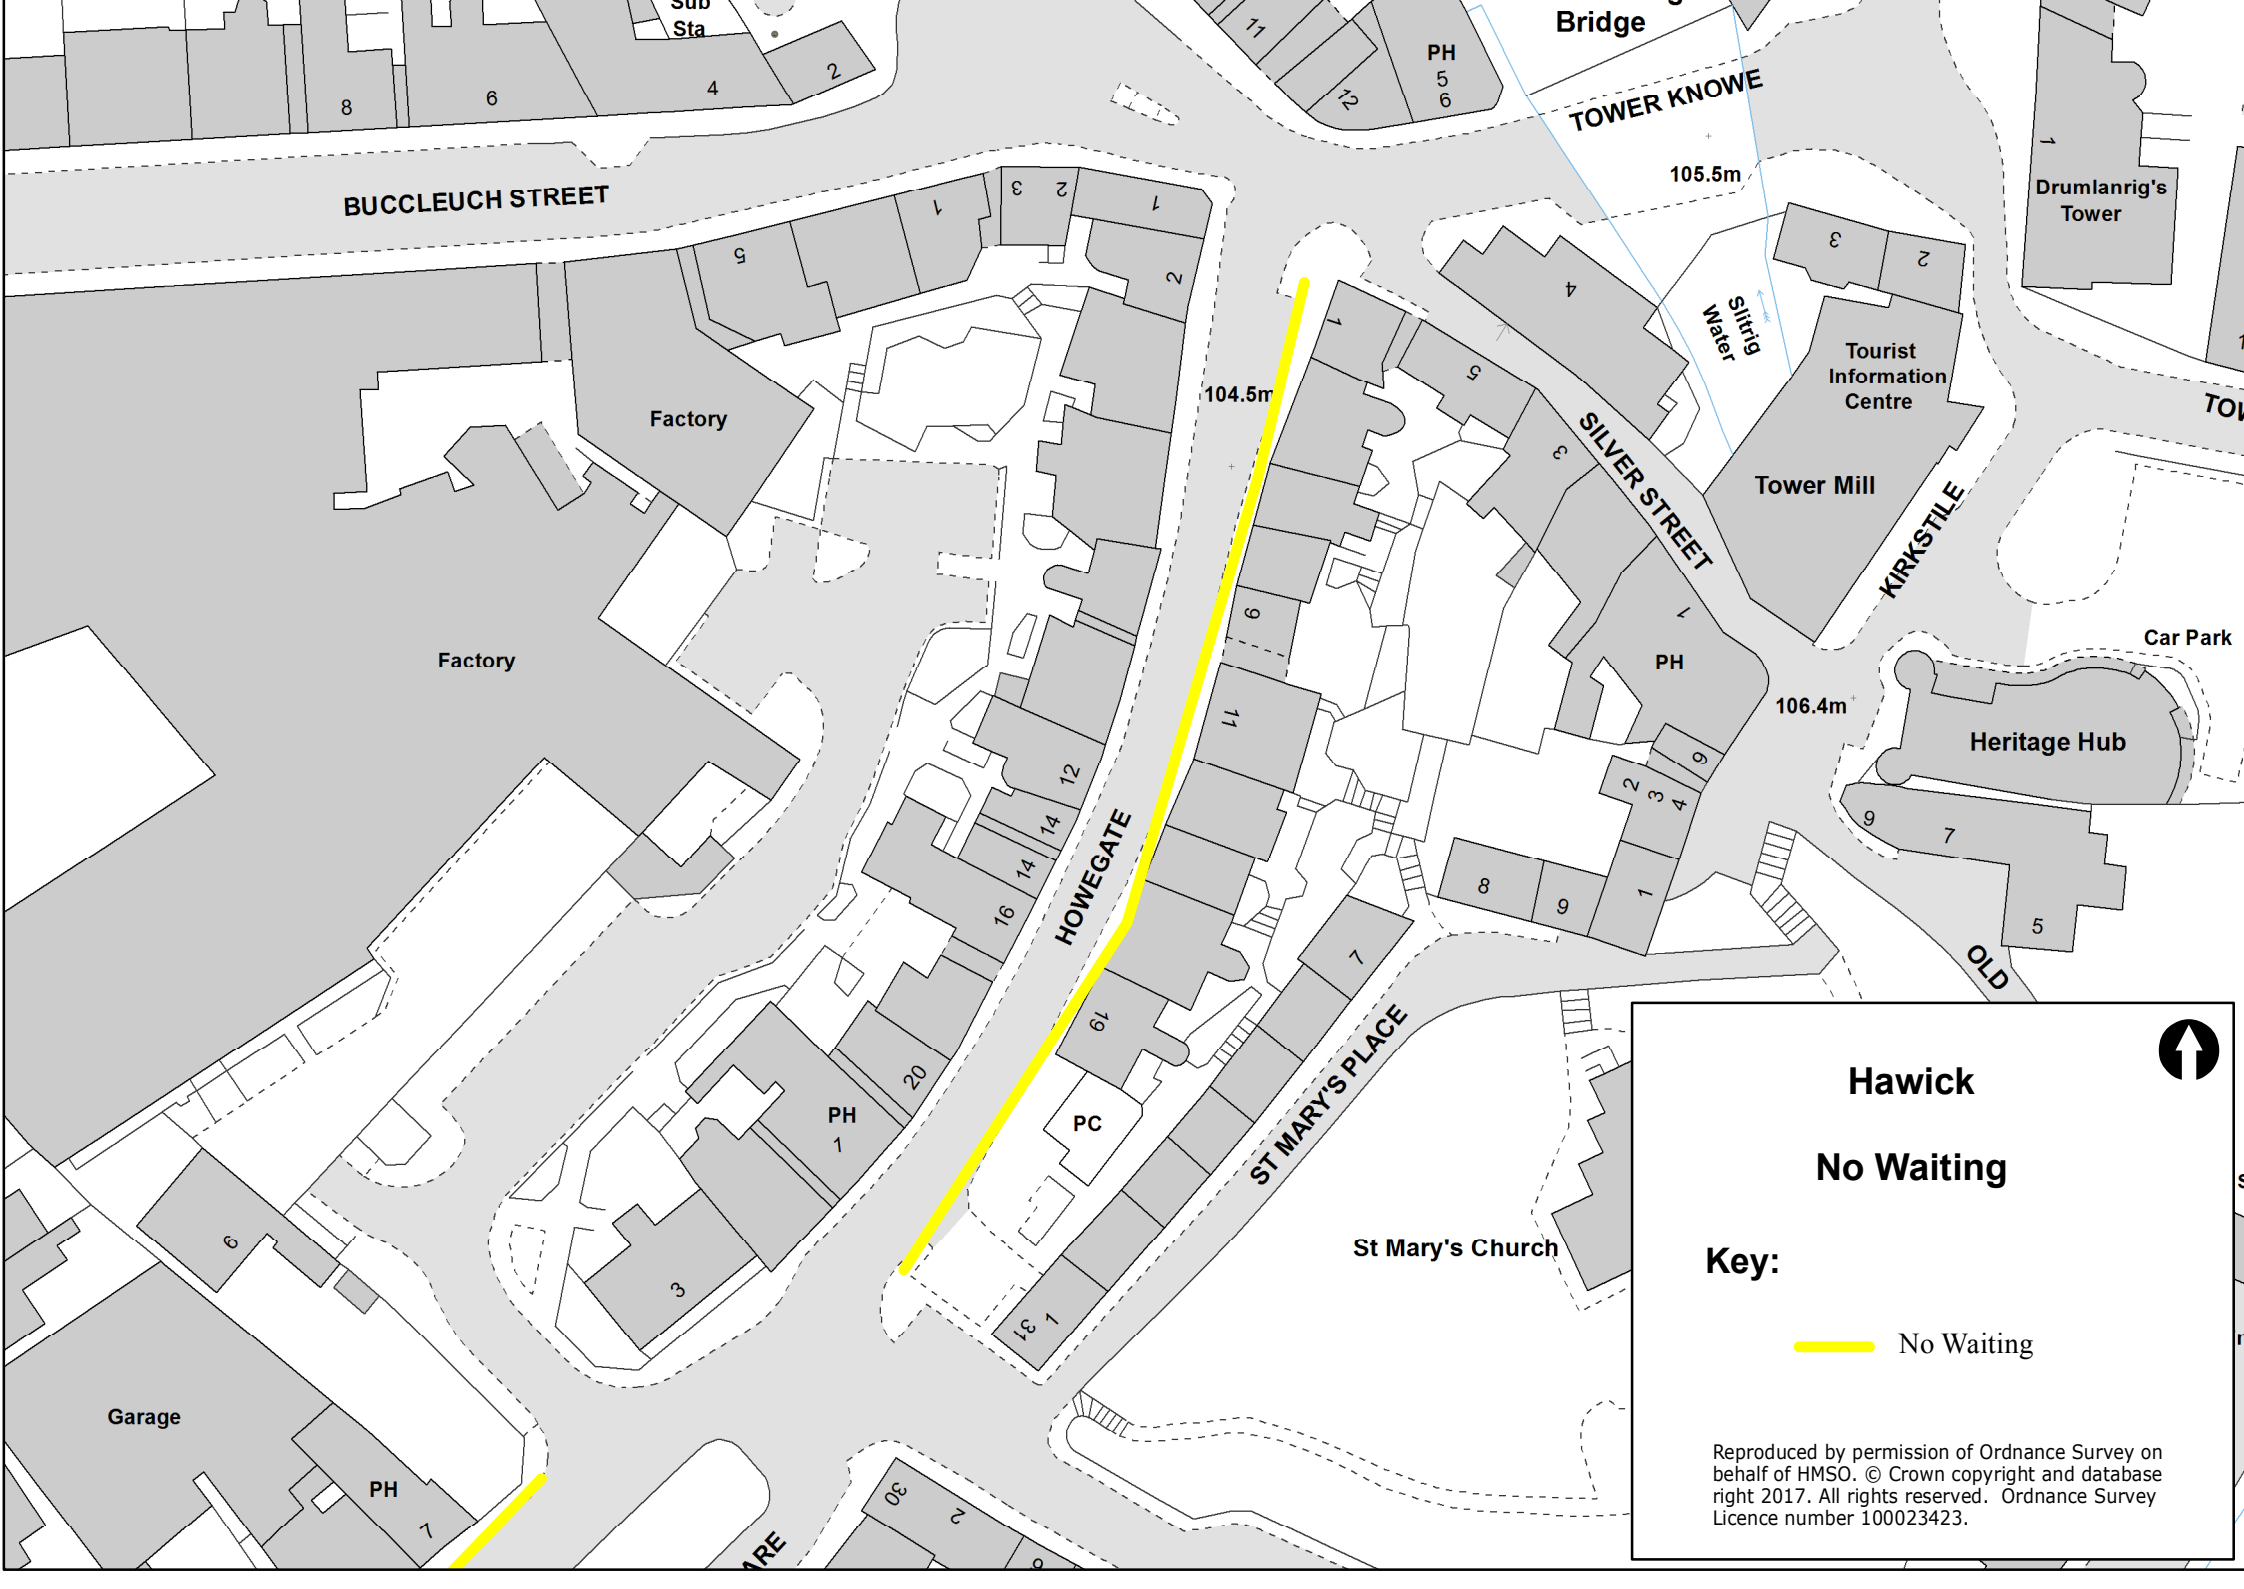 Sub
Sta
8
6
4
2
11
12
PH
5
6
Bridge
TOWER KNOWE
105.5m
1
Drumlanrig's
Tower
BUCCLEUCH STREET
5
1
3
2
1
2
4
3
2
Slitrig
Water
Tourist
Information
Centre
Factory
104.5m
1
5
3
SILVER STREET
Tower Mill
KIRKSTILE
Factory
9
1
PH
Car Park
106.4m
Heritage Hub
11
12
14
14
16
HOWEGATE
2
3
4
8
1
7
5
19
7
OLD
20
PH
1
PC
ST MARY'S PLACE
St Mary's Church
3
31
1
Garage
PH
7
30
2
ARE
Hawick
No Waiting
Key:
No Waiting
Reproduced by permission of Ordnance Survey on
behalf of HMSO. © Crown copyright and database
right 2017. All rights reserved. Ordnance Survey
Licence number 100023423.